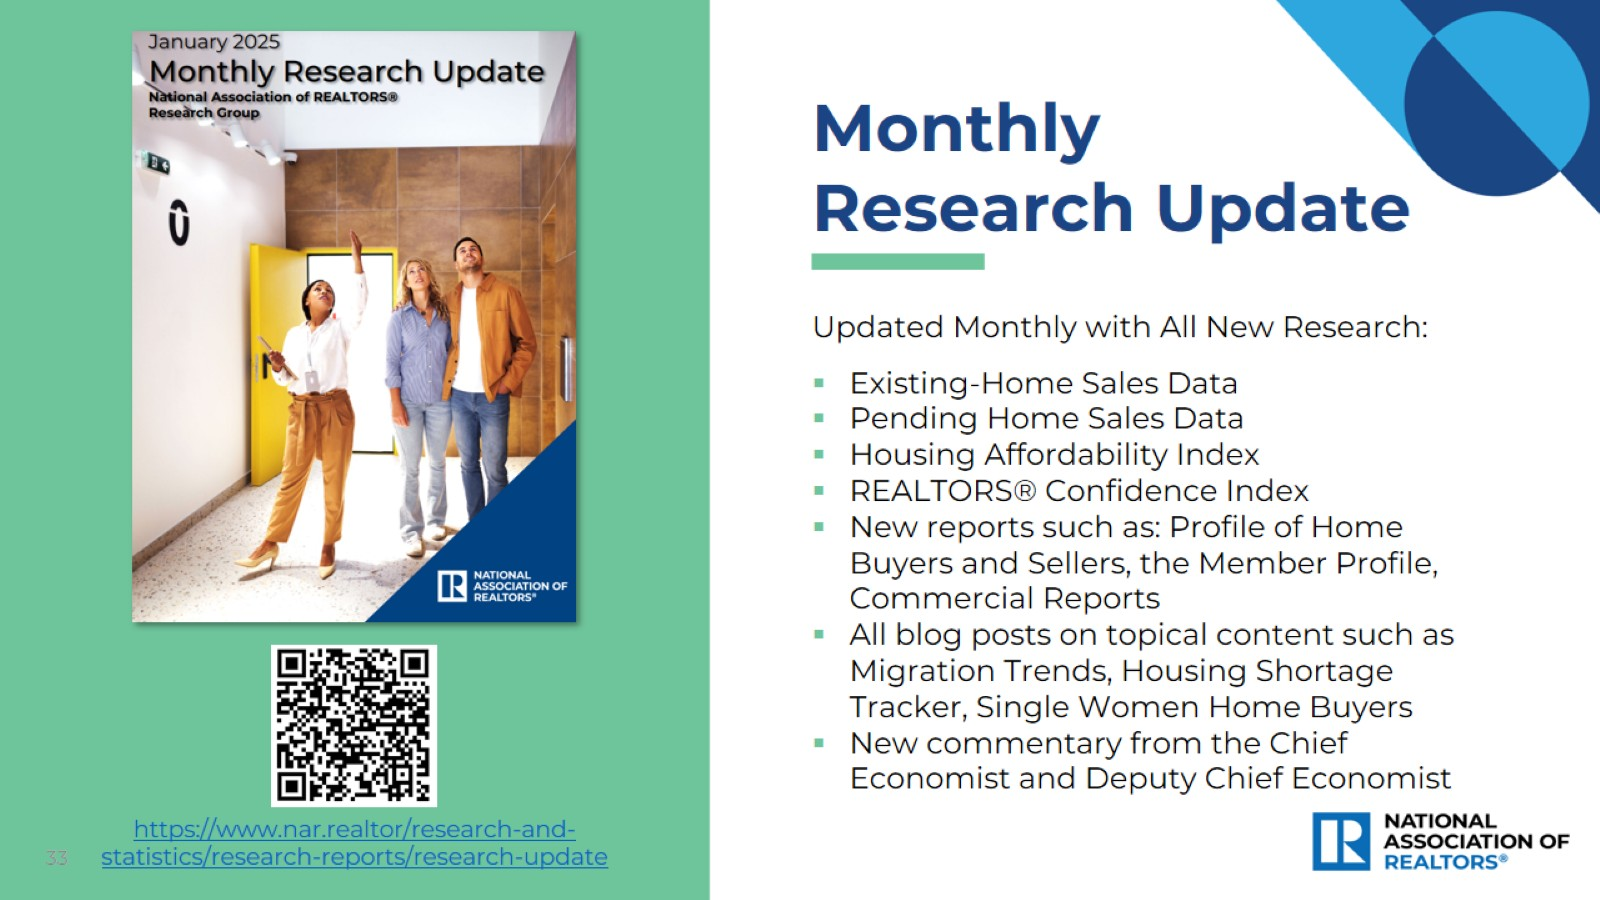 January 2025
Monthly Research Update
National Association of REALTORS®
Research Group
NATIONAL
ASSOCIATION OF
REALTORS®
https://www.nar.realtor/research-and-
statistics/research-reports/research-update
33
Monthly
Research Update
Updated Monthly with All New Research:
▪ Existing-Home Sales Data
▪ Pending Home Sales Data
▪ Housing Affordability Index
▪ REALTORS® Confidence Index
▪ New reports such as: Profile of Home
Buyers and Sellers, the Member Profile,
Commercial Reports
▪ All blog posts on topical content such as
Migration Trends, Housing Shortage
Tracker, Single Women Home Buyers
▪ New commentary from the Chief
Economist and Deputy Chief Economist
NATIONAL
ASSOCIATION OF
REALTORS®